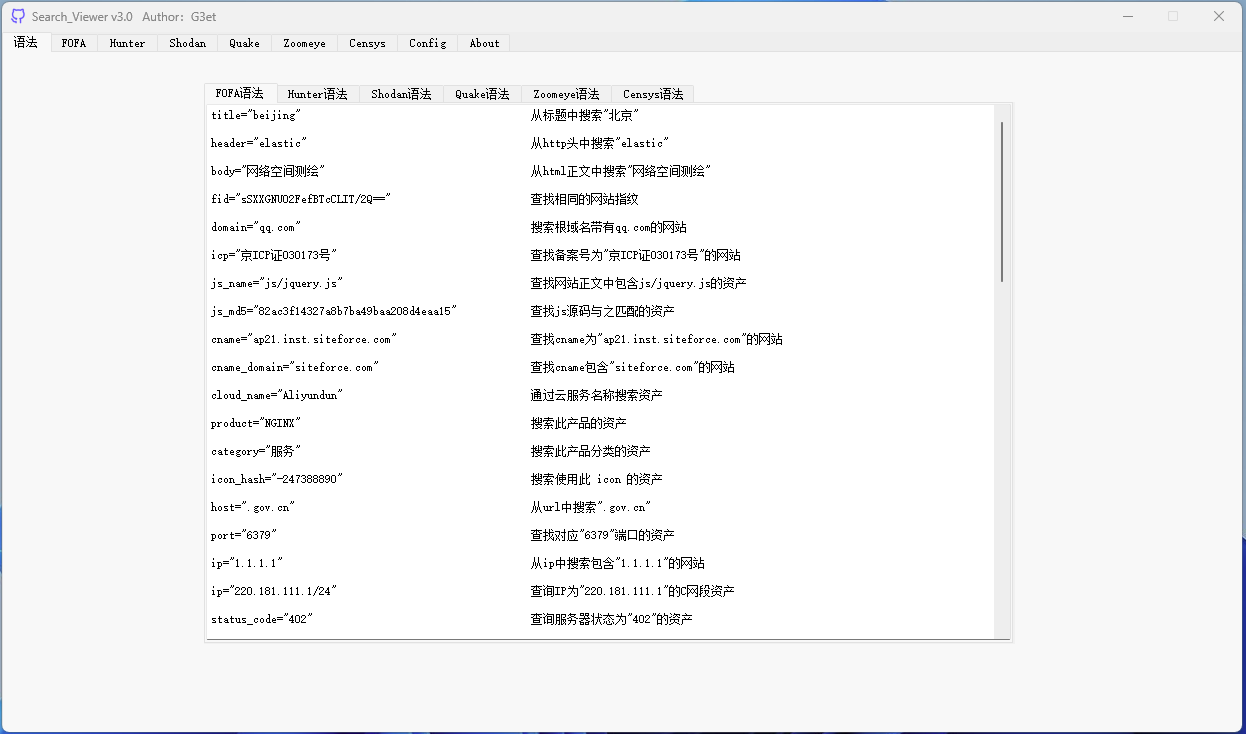 Search_Viewer v3.0 Author: G3et
语法 FOFA Hunter Shodan Quake Zoomeye Censys Config About
FOFA语法 Hunter语法 Shodan语法 Quake语法 Zoomeye语法 Censys语法
title="beijing" 从标题中搜索"北京"
header="elastic" 从http头中搜索"elastic"
body="网络空间测绘" 从html正文中搜索"网络空间测绘"
fid="sSXXGNUO2FefBTcCLIT/2Q==" 查找相同的网站指纹
domain="qq.com" 搜索根域名带有qq.com的网站
icp="京ICP证030173号" 查找备案号为"京ICP证030173号"的网站
js_name="js/jquery.js" 查找网站正文中包含js/jquery.js的资产
js_md5="82ac3f14327a8b7ba49baa208d4eaa15" 查找js源码与之匹配的资产
cname="ap21.inst.siteforce.com" 查找cname为"ap21.inst.siteforce.com"的网站
cname_domain="siteforce.com" 查找cname包含"siteforce.com"的网站
cloud_name="Aliyundun" 通过云服务名称搜索资产
product="NGINX" 搜索此产品的资产
category="服务" 搜索此产品分类的资产
icon_hash="-247388890" 搜索使用此 icon 的资产
host=".gov.cn" 从url中搜索".gov.cn"
port="6379" 查找对应"6379"端口的资产
ip="1.1.1.1" 从ip中搜索包含"1.1.1.1"的网站
ip="220.181.111.1/24" 查询IP为"220.181.111.1"的C网段资产
status_code="402" 查询服务器状态为"402"的资产